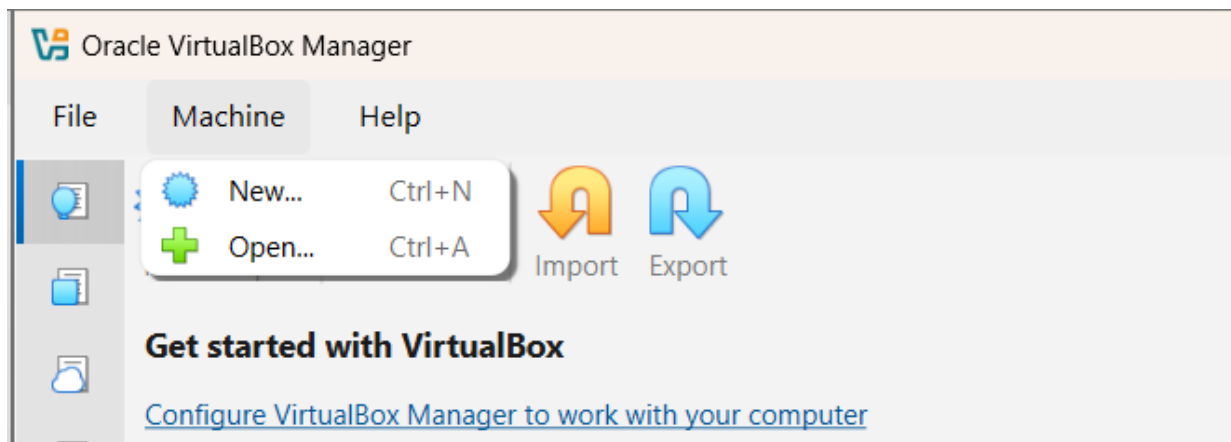 Oracle VirtualBox Manager
File Machine Help
New... Ctrl+N
Open... Ctrl+A
Import Export
Get started with VirtualBox
Configure VirtualBox Manager to work with your computer